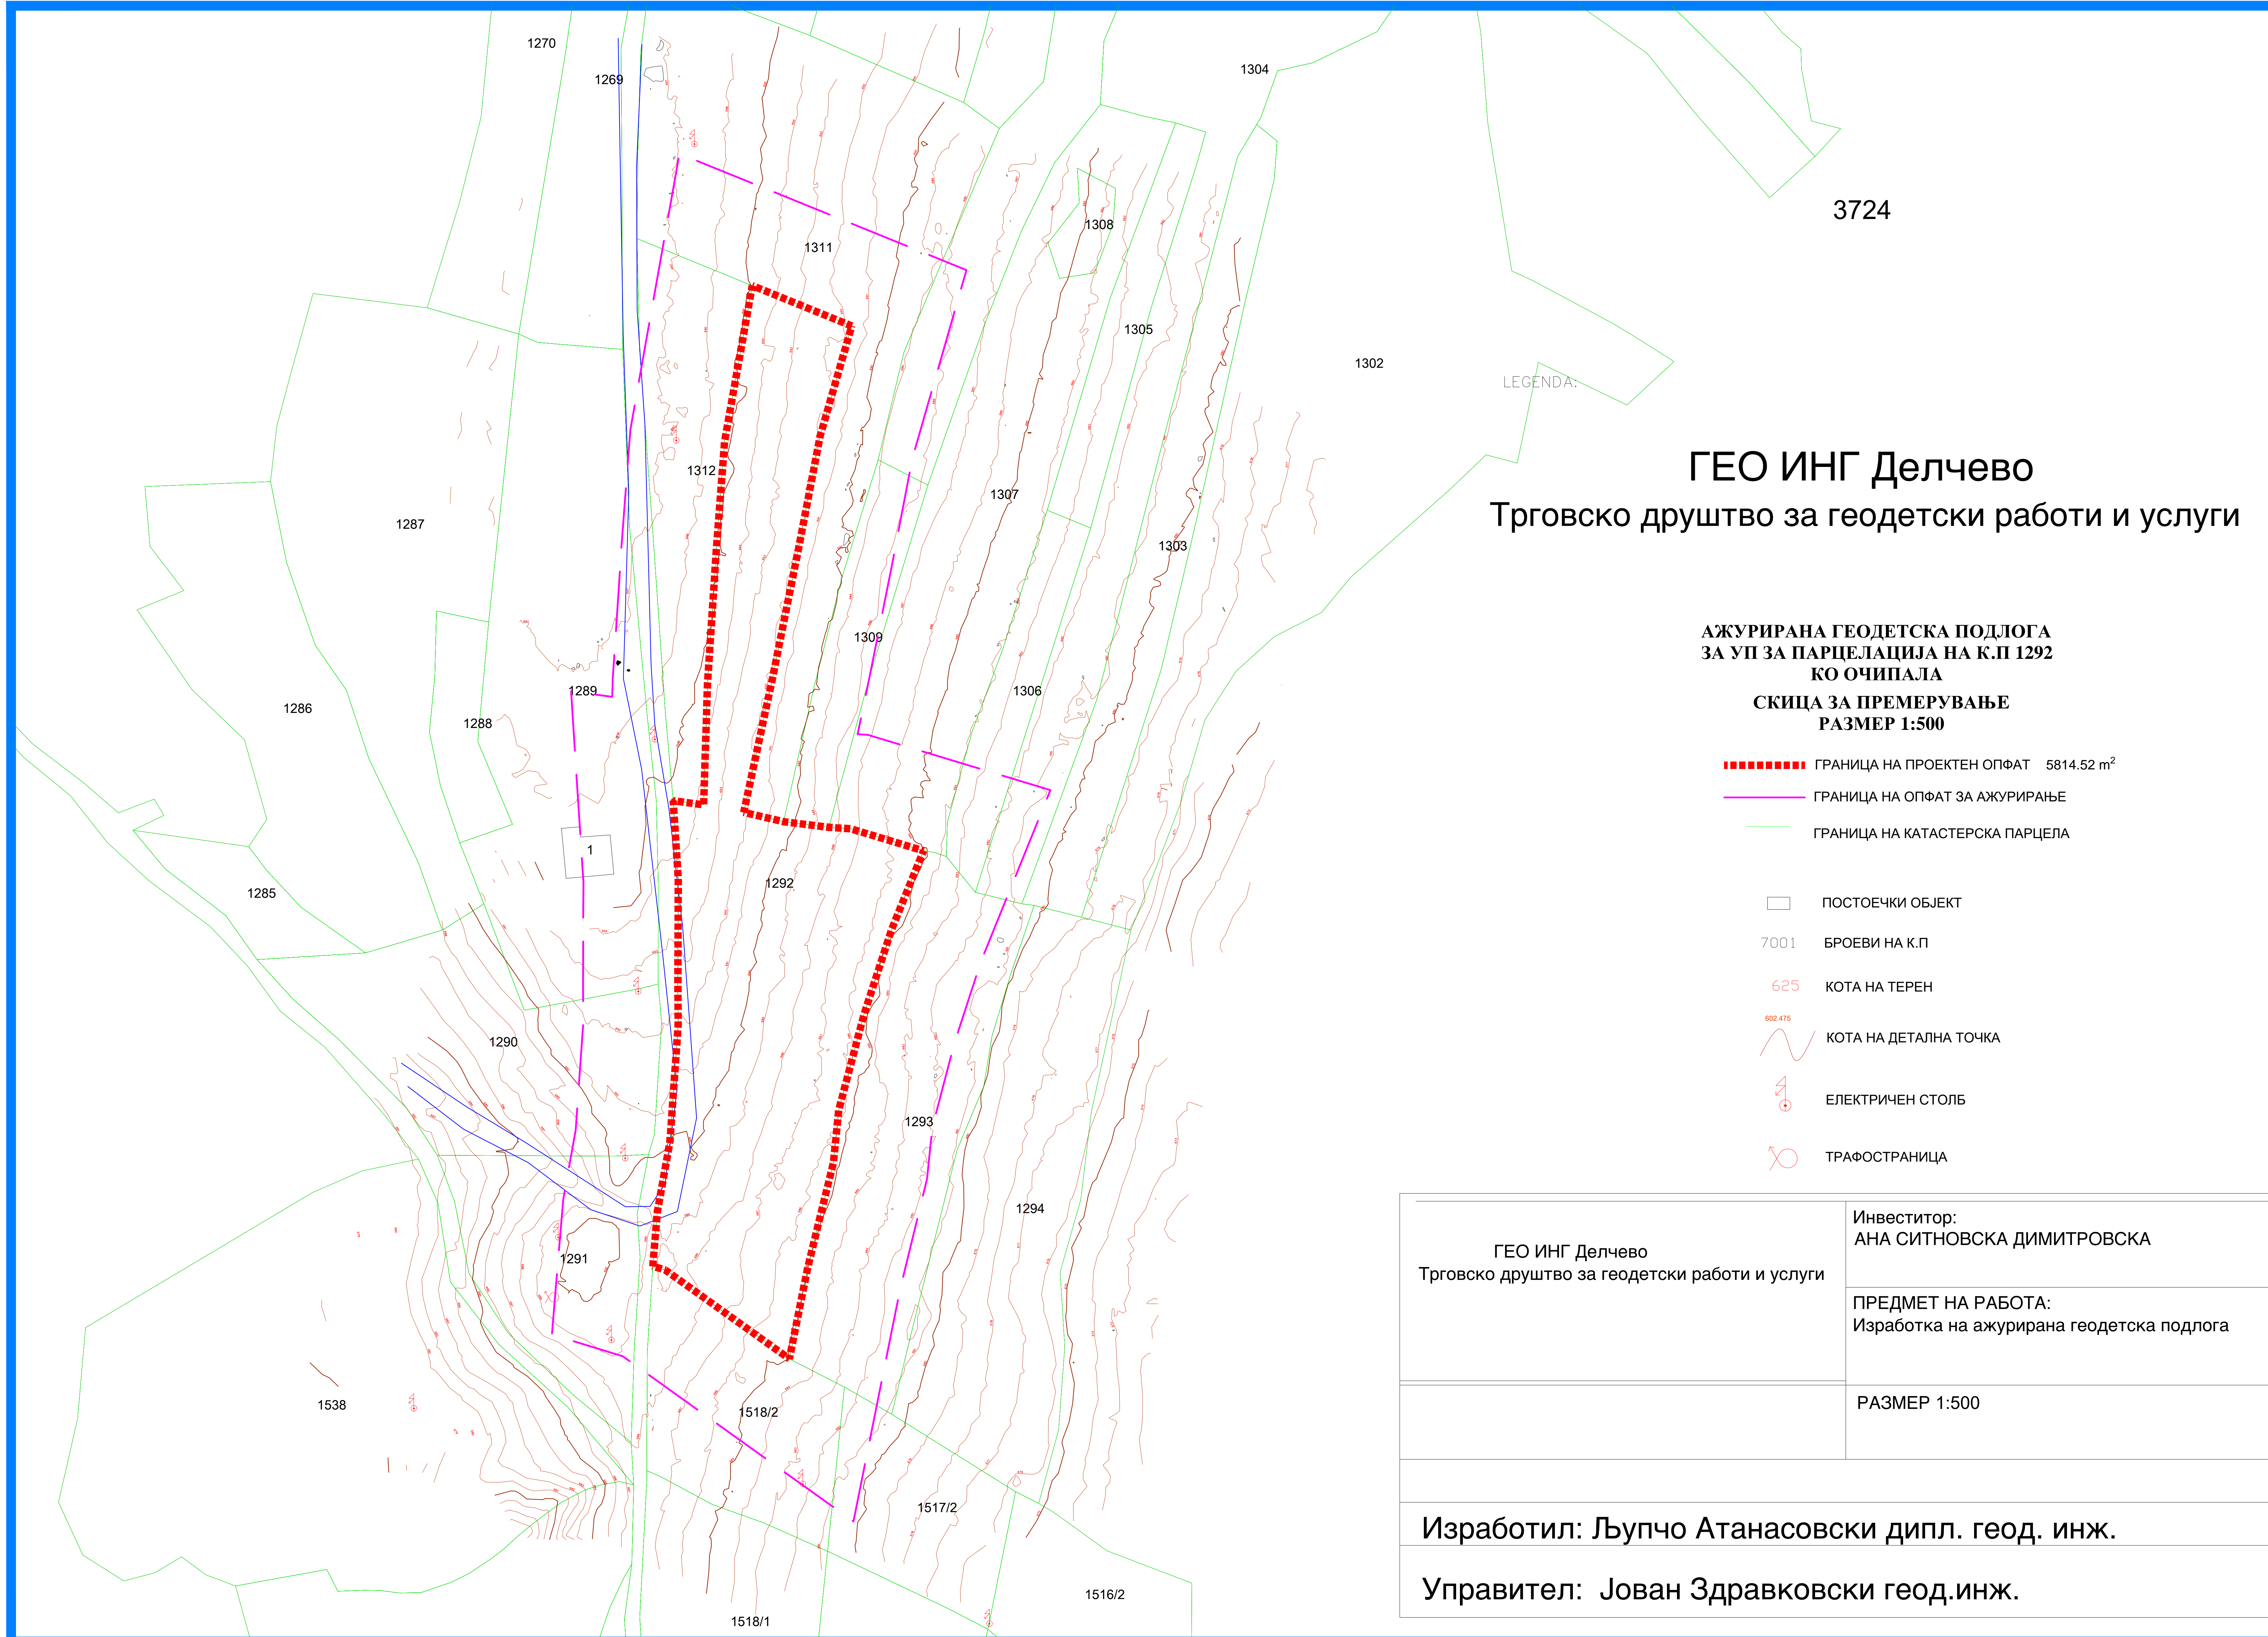 1270
1269
1304
3724
1311
1308
1305
1302
LEGENDA:
1312
1307
1287
1303
1309
1289
1306
1286
1288
1
1292
1285
1290
1293
1294
1291
1538
1518/2
1517/2
1516/2
1518/1
ГЕО ИНГ Делчево
Трговско друштво за геодетски работи и услуги
АЖУРИРАНА ГЕОДЕТСКА ПОДЛОГА
ЗА УП ЗА ПАРЦЕЛАЦИЈА НА К.П 1292
КО ОЧИПАЛА
СКИЦА ЗА ПРЕМЕРУВАЊЕ
РАЗМЕР 1:500
ГРАНИЦА НА ПРОЕКТЕН ОПФАТ 5814.52 m²
ГРАНИЦА НА ОПФАТ ЗА АЖУРИРАЊЕ
ГРАНИЦА НА КАТАСТЕРСКА ПАРЦЕЛА
ПОСТОЕЧКИ ОБЈЕКТ
7001 БРОЕВИ НА К.П
625 КОТА НА ТЕРЕН
602.475
КОТА НА ДЕТАЛНА ТОЧКА
ЕЛЕКТРИЧЕН СТОЛБ
ТРАФОСТРАНИЦА
ГЕО ИНГ Делчево
Трговско друштво за геодетски работи и услуги
Инвеститор:
АНА СИТНОВСКА ДИМИТРОВСКА
ПРЕДМЕТ НА РАБОТА:
Изработка на ажурирана геодетска подлога
РАЗМЕР 1:500
Изработил: Љупчо Атанасовски дипл. геод. инж.
Управител: Јован Здравковски геод.инж.